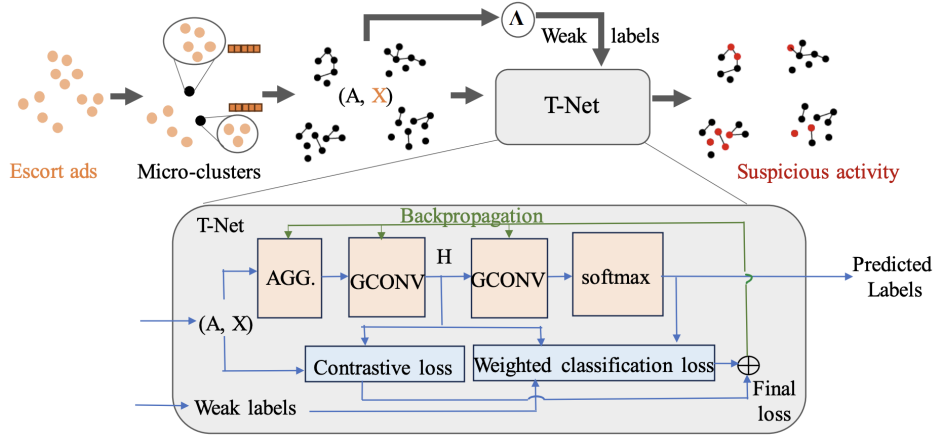 Λ
Weak labels
(A, X)
T-Net
Escort ads
Micro-clusters
Suspicious activity
T-Net
Backpropagation
H
AGG.
GCONV
GCONV
softmax
Predicted
Labels
(A, X)
Contrastive loss
Weighted classification loss
Final
loss
Weak labels